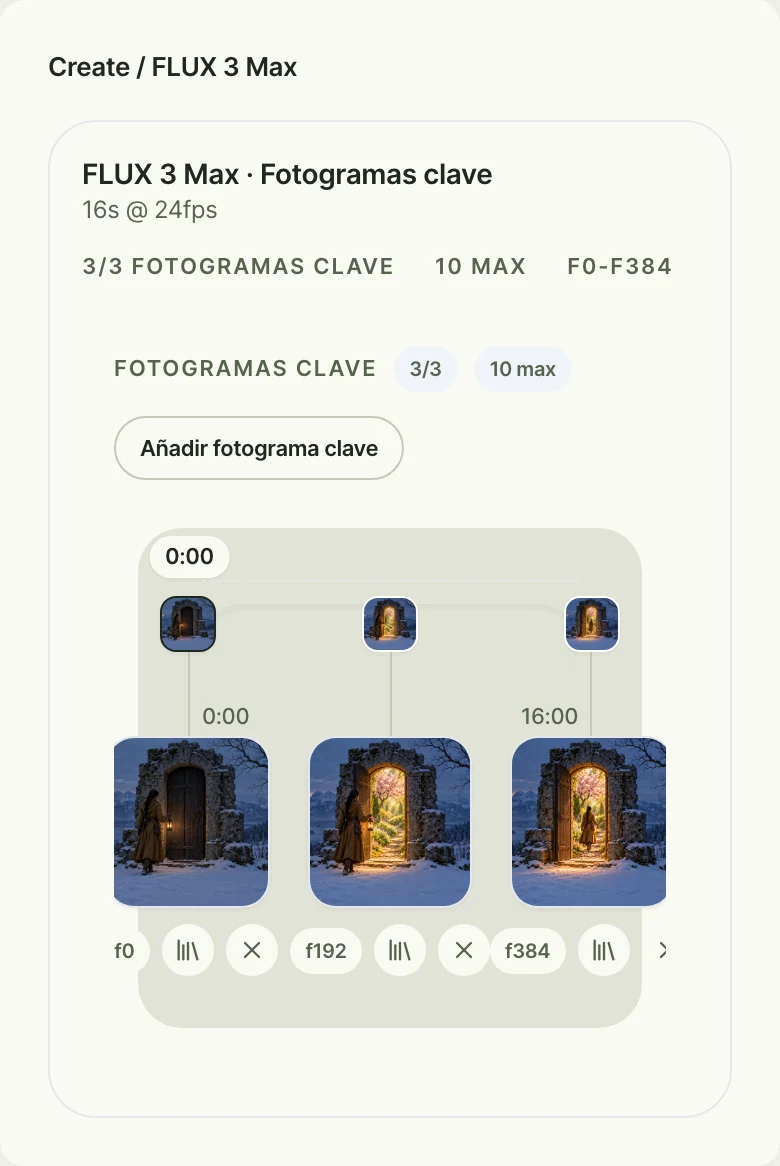 Create / FLUX 3 Max
FLUX 3 Max · Fotogramas clave
16s @ 24fps
3/3 FOTOGRAMAS CLAVE 10 MAX F0-F384
FOTOGRAMAS CLAVE 3/3 10 max
Añadir fotograma clave
0:00
0:00 16:00
f0 f192 f384